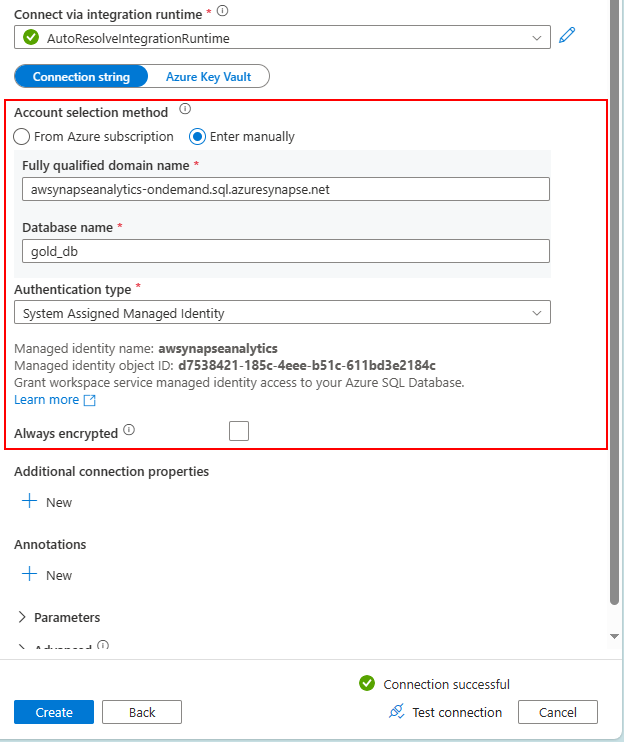 Connect via integration runtime *
AutoResolveIntegrationRuntime
Connection string Azure Key Vault
Account selection method
From Azure subscription Enter manually
Fully qualified domain name *
awsynapseanalytics-ondemand.sql.azuresynapse.net
Database name *
gold_db
Authentication type *
System Assigned Managed Identity
Managed identity name: awsynapseanalytics
Managed identity object ID: d7538421-185c-4eee-b51c-611bd3e2184c
Grant workspace service managed identity access to your Azure SQL Database.
Learn more
Always encrypted
Additional connection properties
New
Annotations
New
Parameters
Advanced
Connection successful
Create Back Test connection Cancel